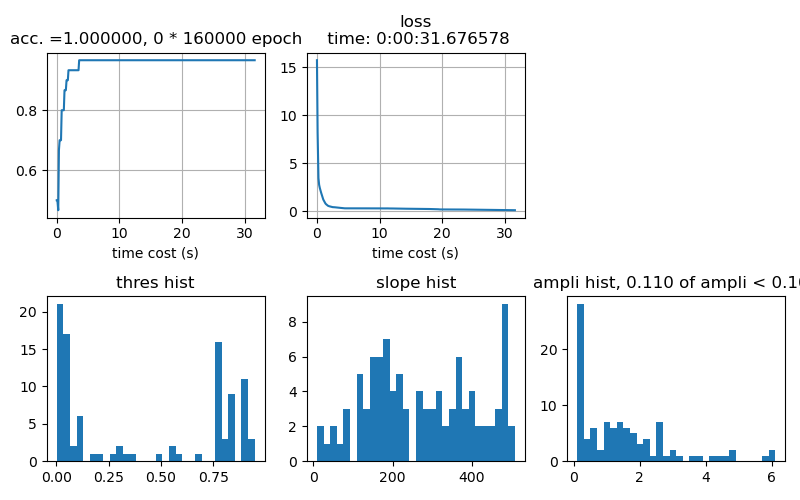 acc. =1.000000, 0 * 160000 epoch
0.8
0.6
0 10 20 30
time cost (s)
loss
time: 0:00:31.676578
15
10
5
0
0 10 20 30
time cost (s)
thres hist
20
15
10
5
0
0.00 0.25 0.50 0.75
slope hist
8
6
4
2
0
0 200 400
ampli hist, 0.110 of ampli < 0.10
20
10
0
0 2 4 6